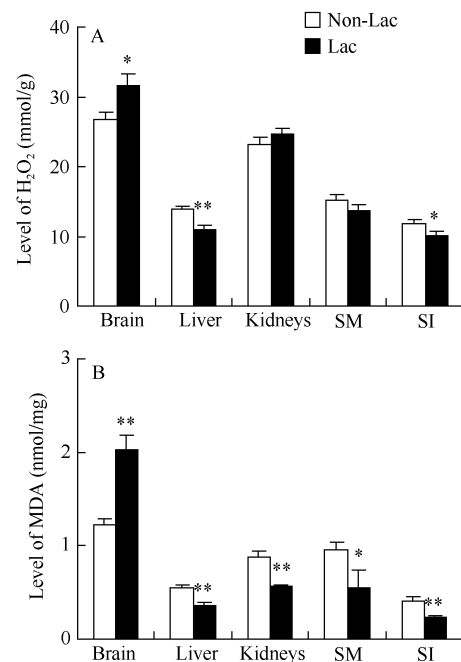 Non-Lac
Lac
A
Level of H₂O₂ (mmol/g)
40
30
20
10
0
*
**
*
Brain Liver Kidneys SM SI
B
Level of MDA (nmol/mg)
3
2
1
0
**
**
**
*
**
Brain Liver Kidneys SM SI